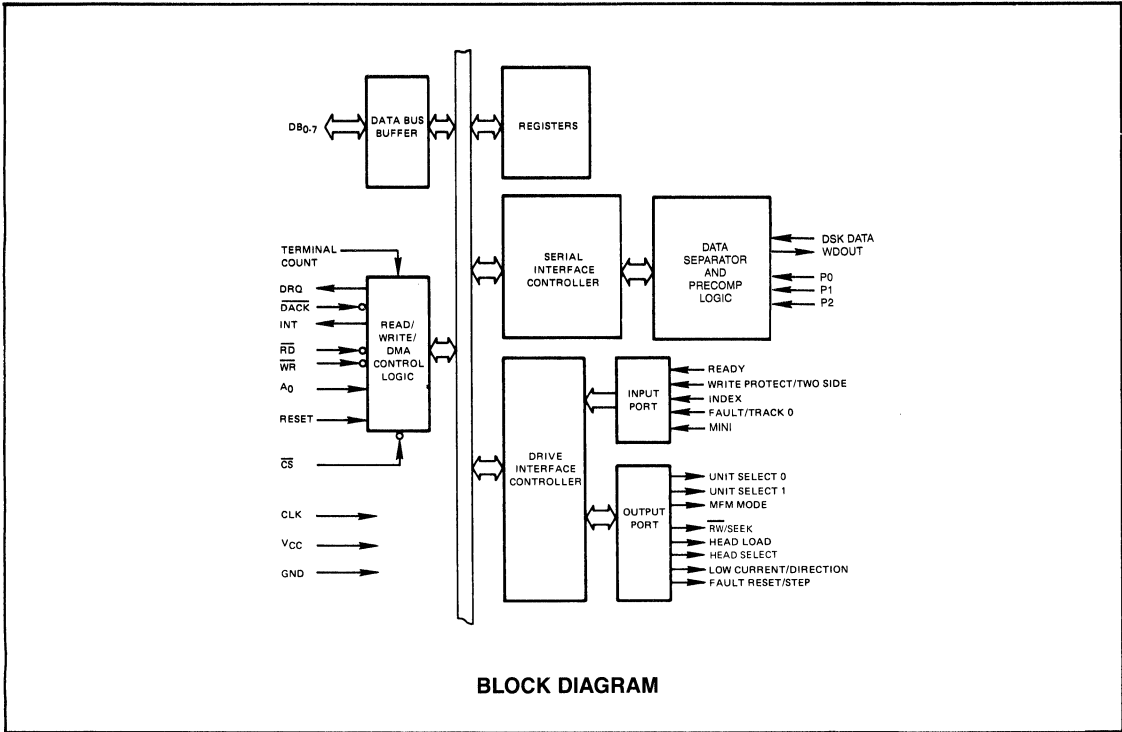 DB0-7
DATA BUS
BUFFER
REGISTERS
TERMINAL
COUNT
DRQ
DACK
INT
RD
WR
A0
RESET
CS
READ/
WRITE/
DMA
CONTROL
LOGIC
CLK
VCC
GND
SERIAL
INTERFACE
CONTROLLER
DATA
SEPARATOR
AND
PRECOMP
LOGIC
DSK DATA
WDOUT
P0
P1
P2
DRIVE
INTERFACE
CONTROLLER
INPUT
PORT
READY
WRITE PROTECT/TWO SIDE
INDEX
FAULT/TRACK 0
MINI
OUTPUT
PORT
UNIT SELECT 0
UNIT SELECT 1
MFM MODE
RW/SEEK
HEAD LOAD
HEAD SELECT
LOW CURRENT/DIRECTION
FAULT RESET/STEP
BLOCK DIAGRAM